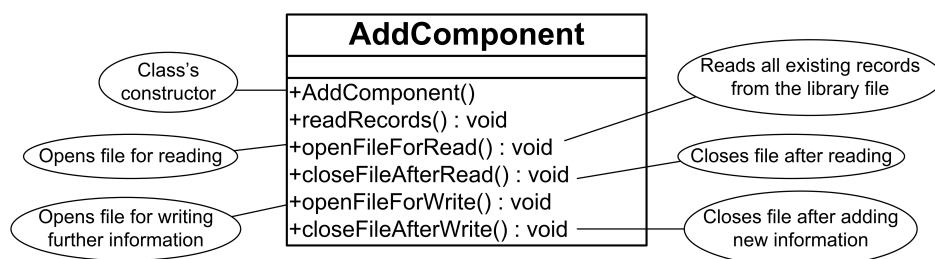 AddComponent
Class's
constructor
Reads all existing records
from the library file
+AddComponent()
+readRecords() : void
Opens file for reading
+openFileForRead() : void
Closes file after reading
+closeFileAfterRead() : void
Opens file for writing
further information
+openFileForWrite() : void
+closeFileAfterWrite() : void
Closes file after adding
new information